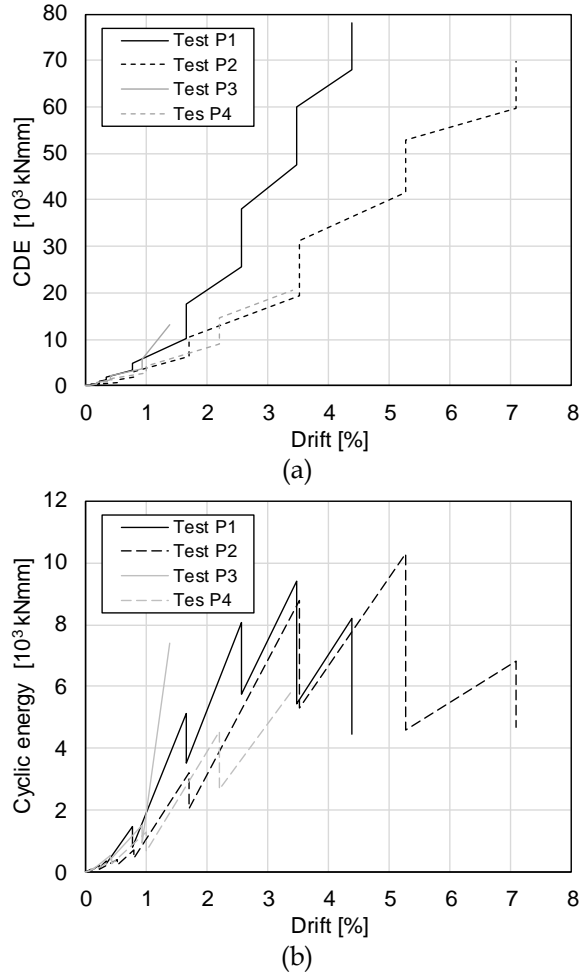 80
70
60
50
40
30
20
10
0
CDE [10³ kNmm]
Test P1
Test P2
Test P3
Tes P4
0 1 2 3 4 5 6 7 8
Drift [%]
(a)
12
10
8
6
4
2
0
Cyclic energy [10³ kNmm]
Test P1
Test P2
Test P3
Tes P4
0 1 2 3 4 5 6 7 8
Drift [%]
(b)